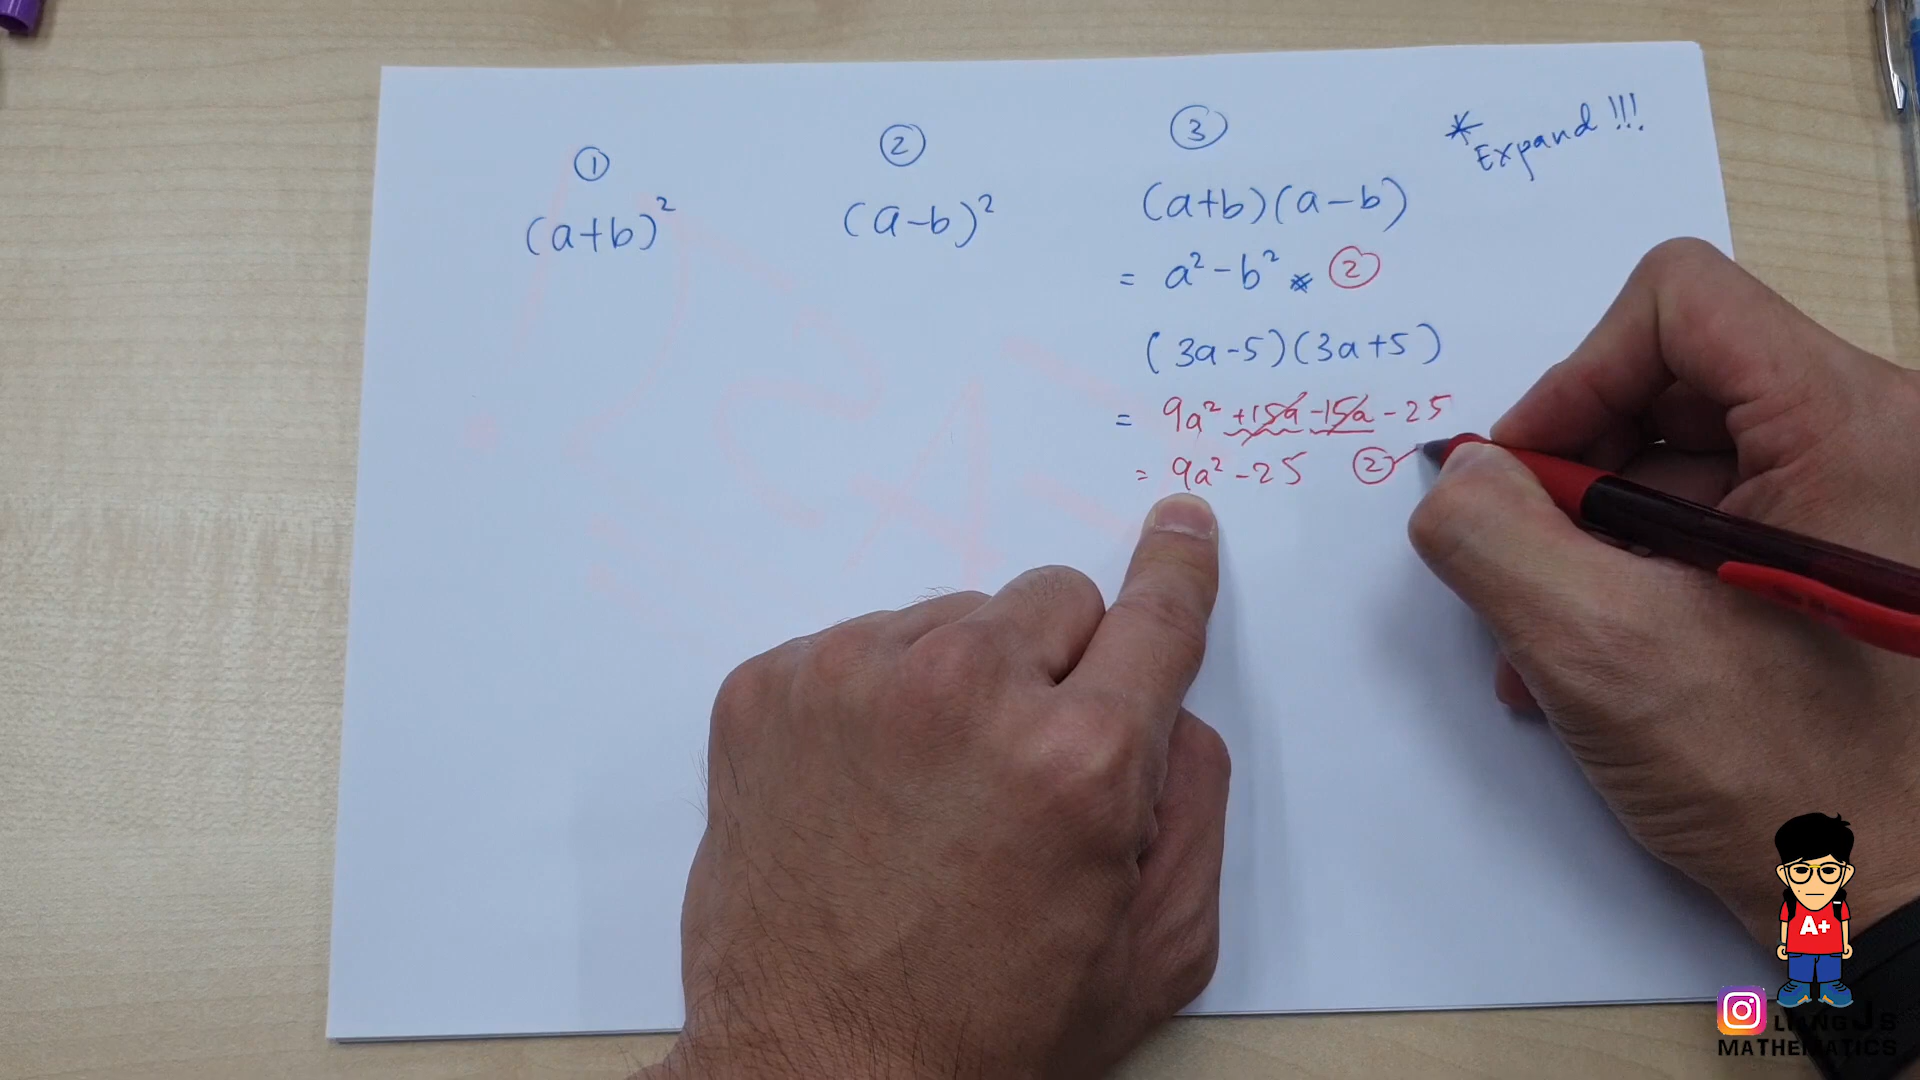 ①
(a+b)²
②
(a-b)²
③
(a+b)(a-b)
= a²-b² * ②
(3a-5)(3a+5)
= 9a² +15a -15a -25
= 9a² -25 ②
* Expand !!!
A+
MATHEMATICS